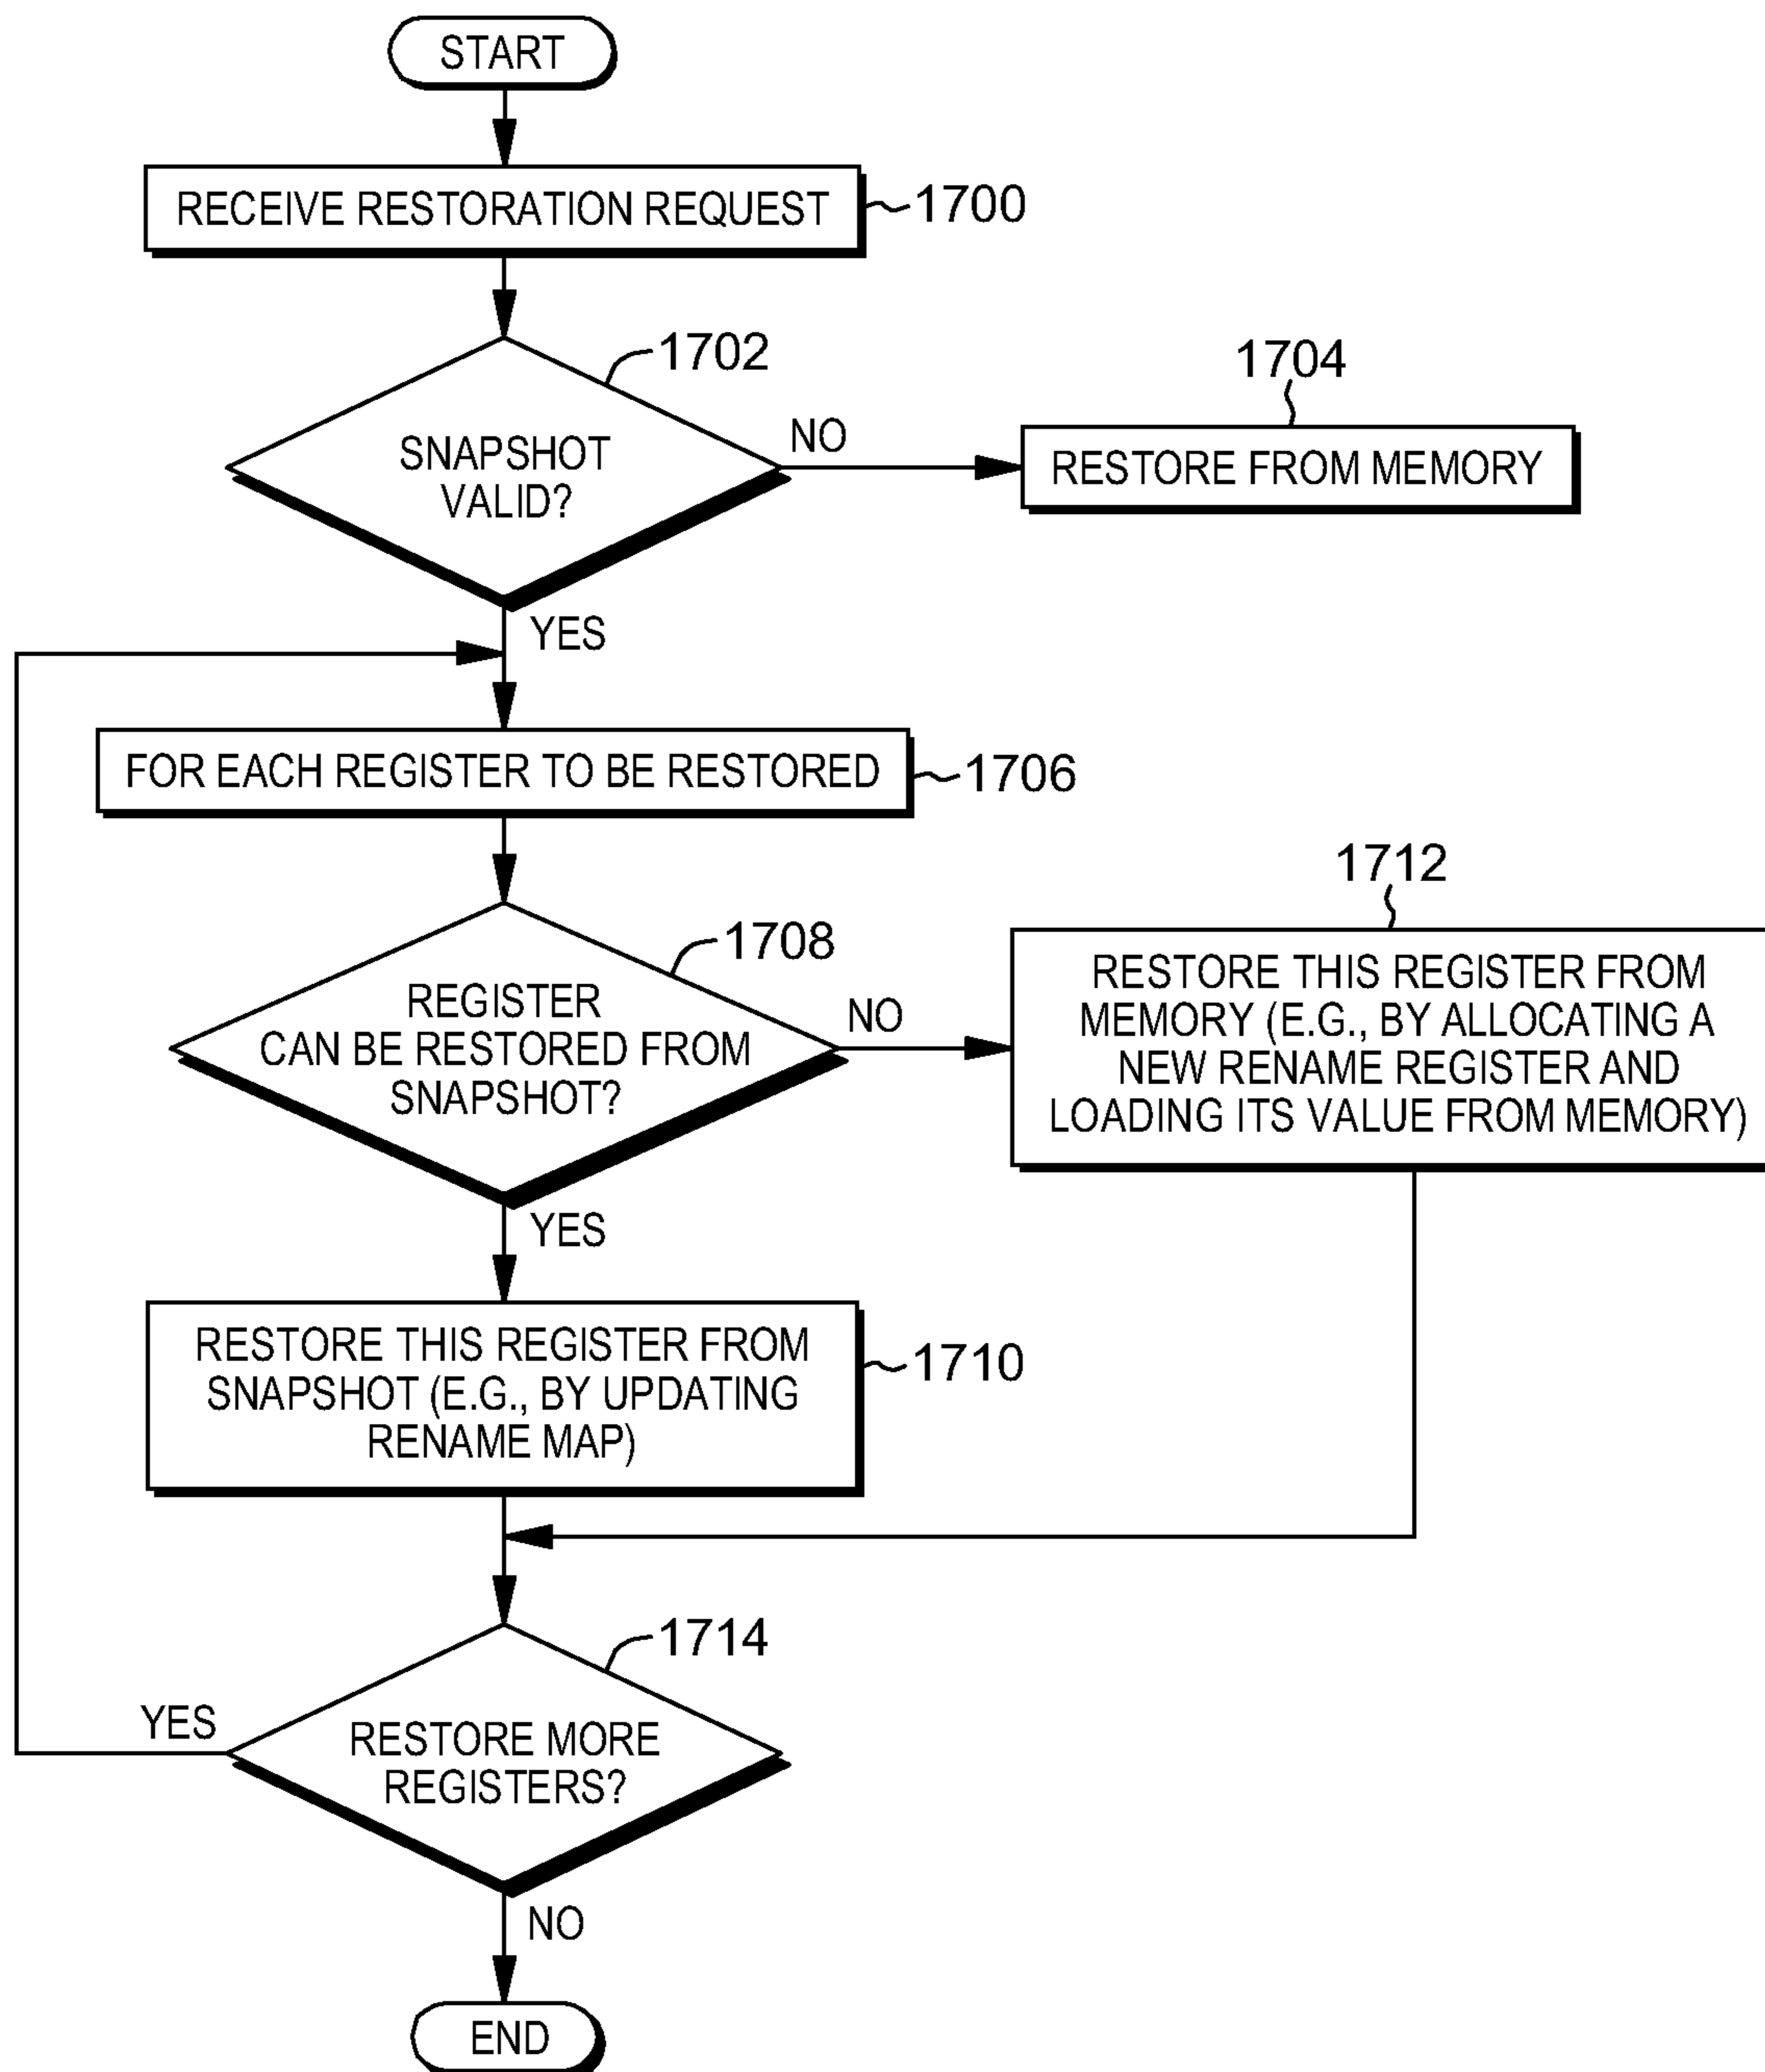 START
RECEIVE RESTORATION REQUEST
1700
1702
SNAPSHOT
VALID?
NO
1704
RESTORE FROM MEMORY
YES
FOR EACH REGISTER TO BE RESTORED
1706
1708
REGISTER
CAN BE RESTORED FROM
SNAPSHOT?
NO
1712
RESTORE THIS REGISTER FROM
MEMORY (E.G., BY ALLOCATING A
NEW RENAME REGISTER AND
LOADING ITS VALUE FROM MEMORY)
YES
RESTORE THIS REGISTER FROM
SNAPSHOT (E.G., BY UPDATING
RENAME MAP)
1710
1714
RESTORE MORE
REGISTERS?
YES
NO
END